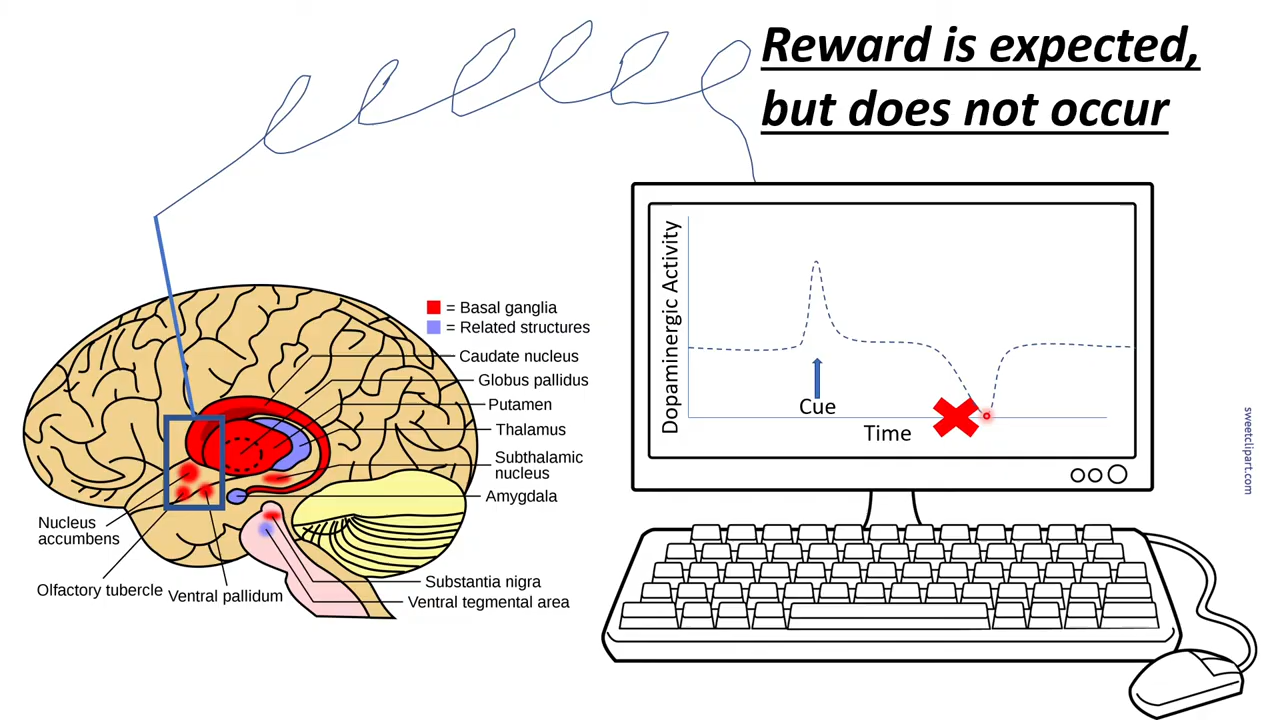 Reward is expected,
but does not occur
= Basal ganglia
= Related structures
Caudate nucleus
Globus pallidus
Putamen
Thalamus
Subthalamic
nucleus
Amygdala
Nucleus
accumbens
Olfactory tubercle
Ventral pallidum
Substantia nigra
Ventral tegmental area
Dopaminergic Activity
Cue
Time
sweetclipart.com